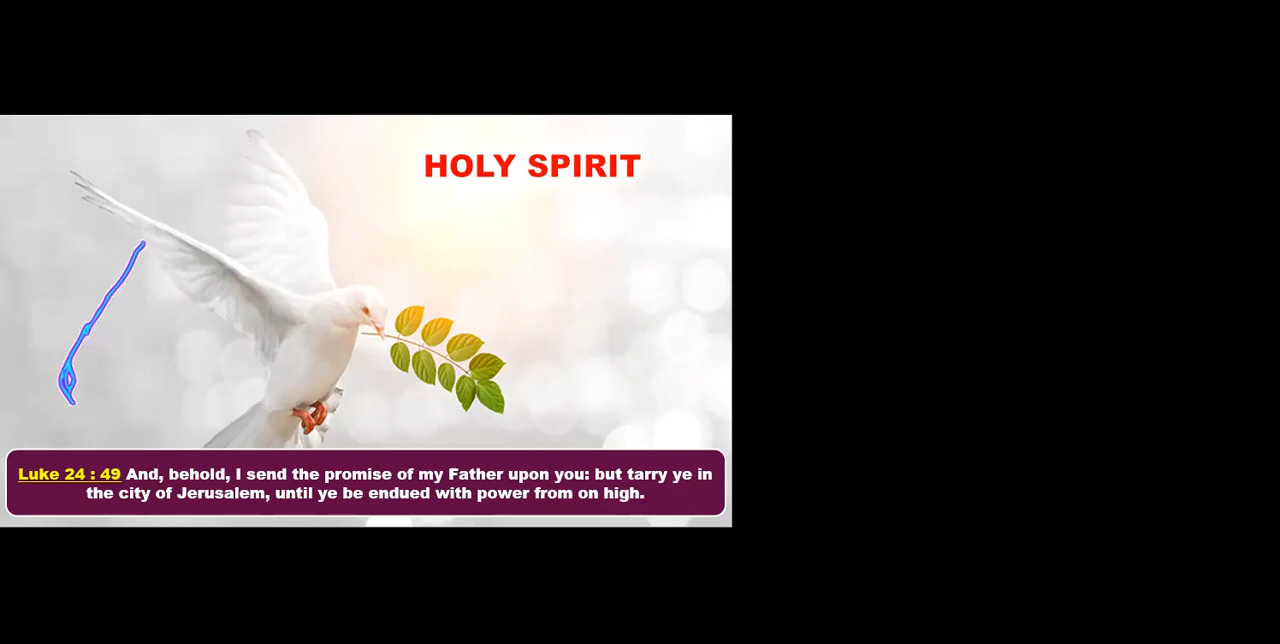 HOLY SPIRIT
Luke 24 : 49 And, behold, I send the promise of my Father upon you: but tarry ye in
the city of Jerusalem, until ye be endued with power from on high.